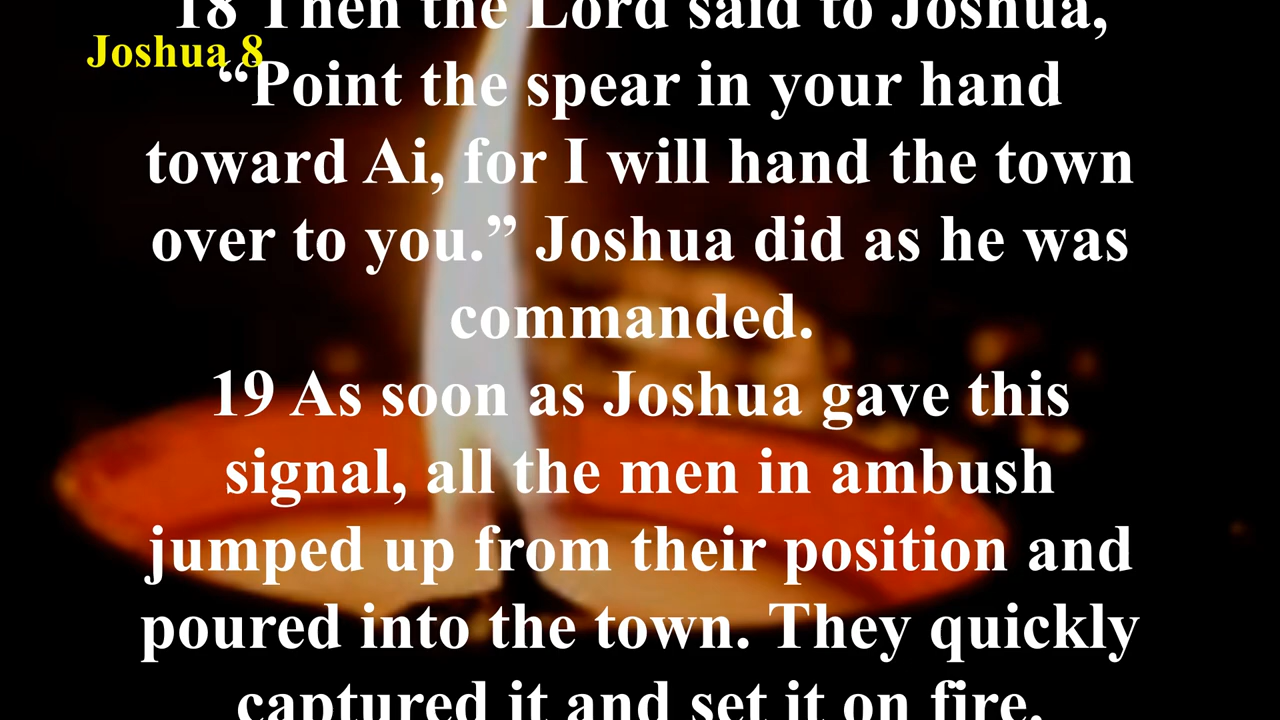 18 Then the Lord said to Joshua,
Joshua 8
“Point the spear in your hand
toward Ai, for I will hand the town
over to you.” Joshua did as he was
commanded.
19 As soon as Joshua gave this
signal, all the men in ambush
jumped up from their position and
poured into the town. They quickly
captured it and set it on fire.